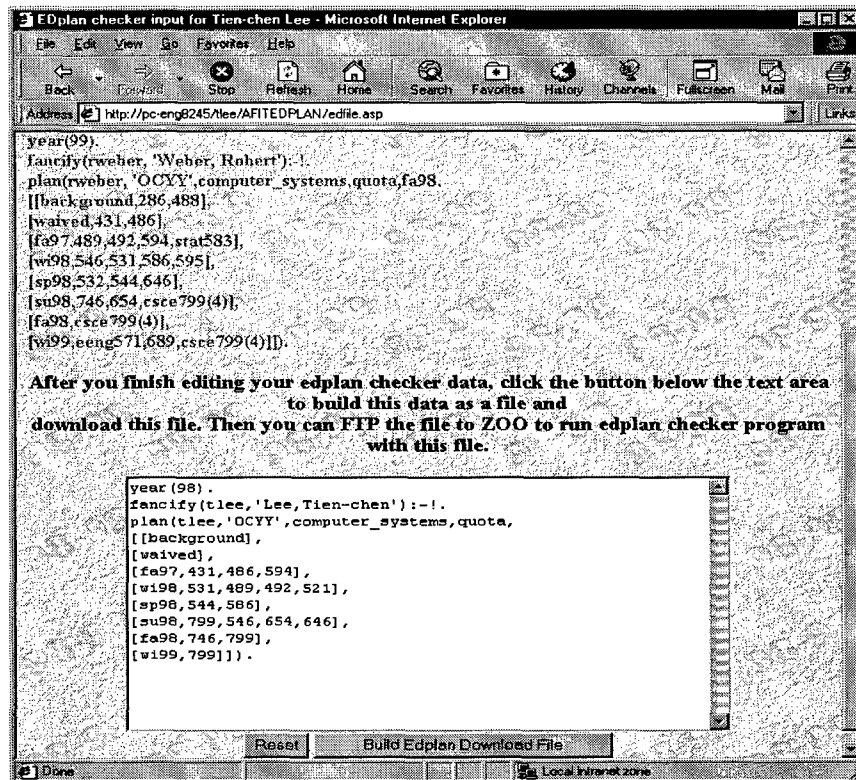 EDplan checker input for Tien-chen Lee - Microsoft Internet Explorer
File Edit View Go Favorites Help
Back Forward Stop Refresh Home Search Favorites History Channels Fullscreen Mail Print
Address http://pc-eng8245/tlee/AFITEDPLAN/edfile.asp Links
year(99).
fancify(rweber, 'Weber, Robert'):-!.
plan(rweber, 'OCYY',computer_systems,quota,fa98,
[[background,286,488],
[waived,431,486],
[fa97,489,492,594,stat583],
[wi98,546,531,586,595],
[sp98,532,544,646],
[su98,746,654,csce799(4)],
[fa98,csce799(4)],
[wi99,eeng571,689,csce799(4)]]).
After you finish editing your edplan checker data, click the button below the text area
to build this data as a file and
download this file. Then you can FTP the file to ZOO to run edplan checker program
with this file.
year(98).
fancify(tlee,'Lee,Tien-chen'):-!.
plan(tlee,'OCYY',computer_systems,quota,
[[background],
[waived],
[fa97,431,486,594],
[wi98,531,489,492,521],
[sp98,544,586],
[su98,799,546,654,646],
[fa98,746,799],
[wi99,799]]).
Reset Build Edplan Download File
Done Local intranet zone